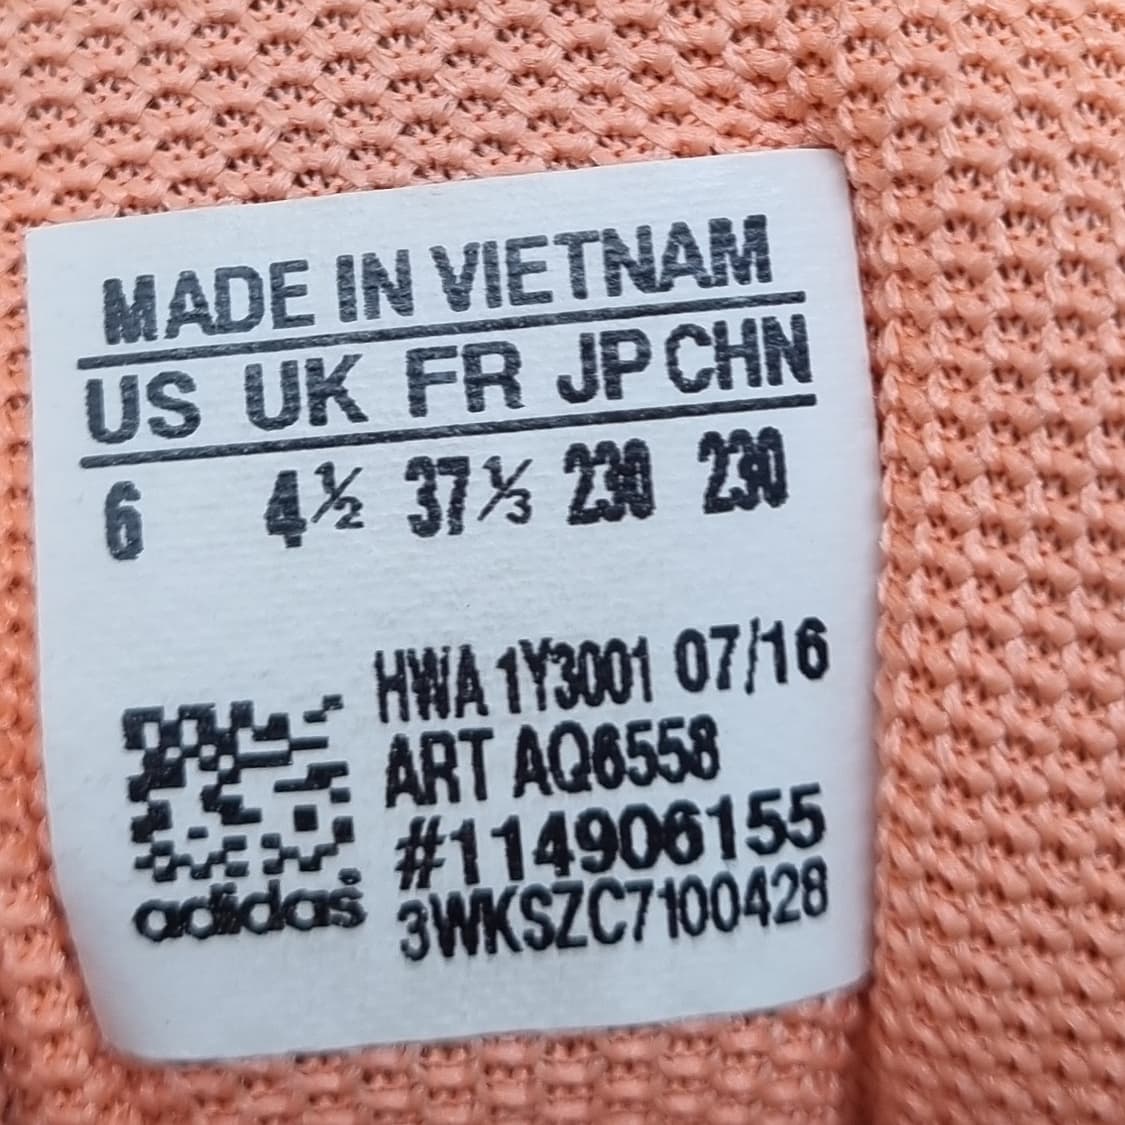 MADE IN VIETNAM
US UK FR JP CHN
6 4½ 37⅓ 230 230
HWA 1Y3001 07/16
ART AQ6558
#114906155
3WKSZC7100428
adidas